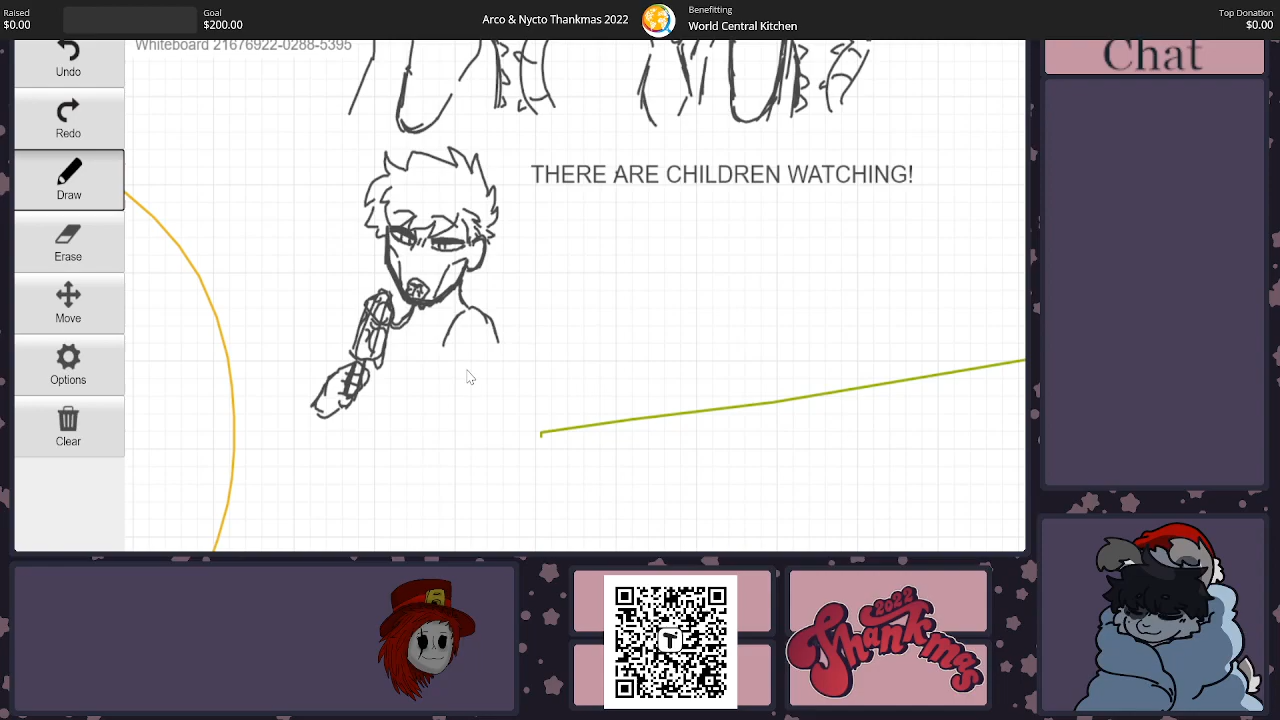 Raised
$0.00
Goal
$200.00
Arco & Nycto Thankmas 2022
Benefitting
World Central Kitchen
Top Donation
$0.00
Whiteboard 21676922-0288-5395
Undo
Redo
Draw
Erase
Move
Options
Clear
THERE ARE CHILDREN WATCHING!
Chat
T
2022
Thankmas